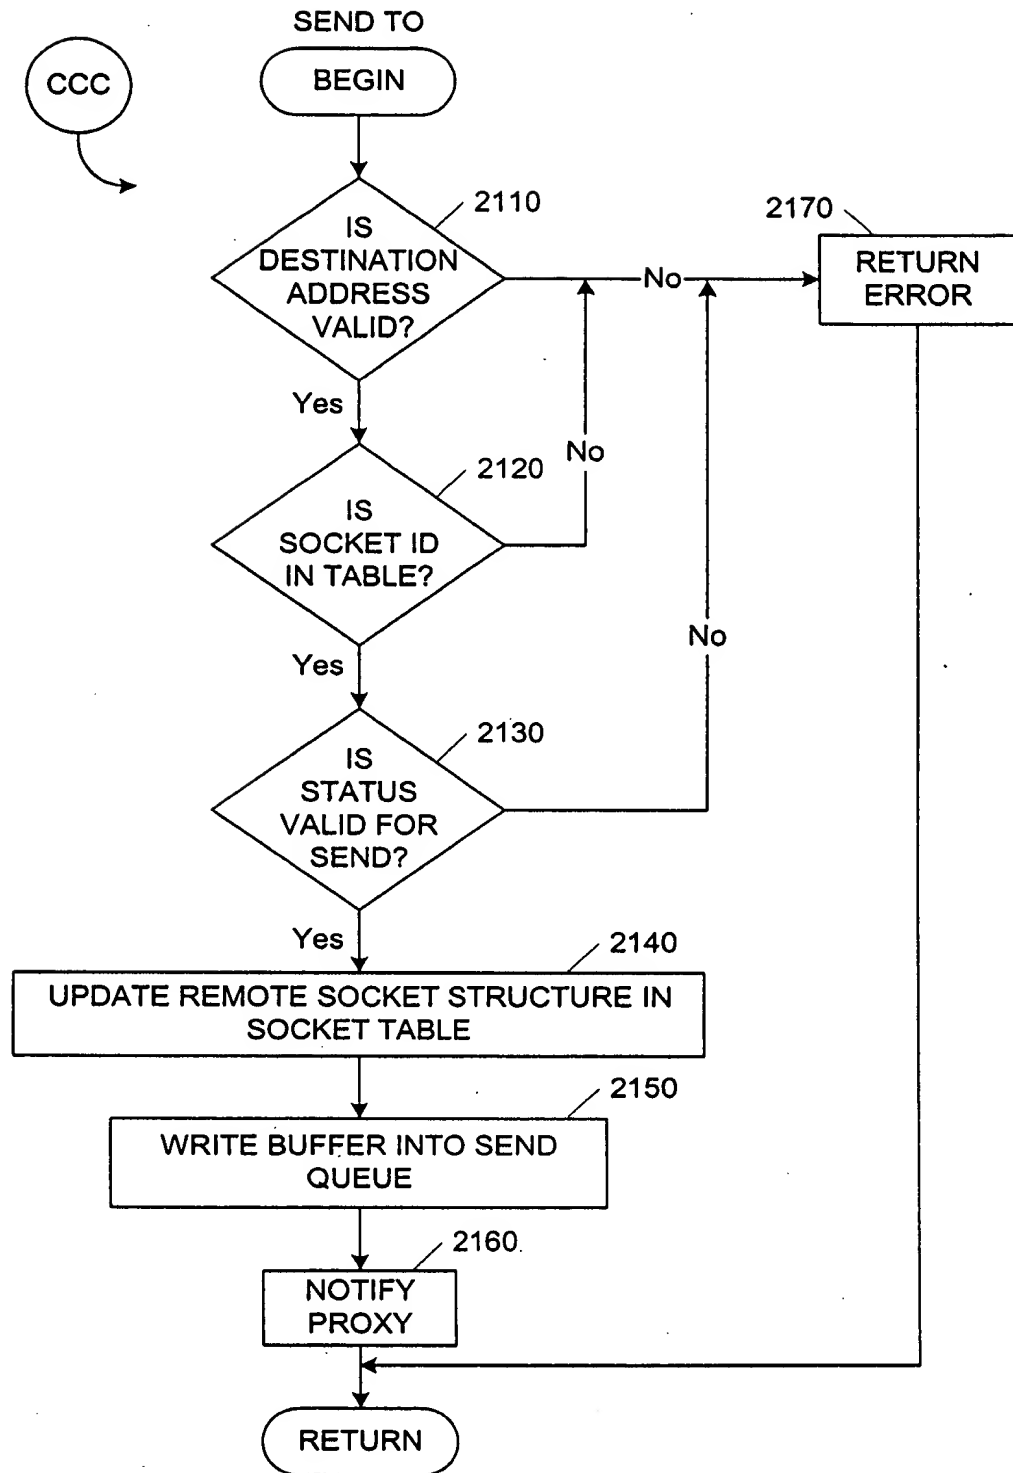 SEND TO
CCC
BEGIN
2110
IS
DESTINATION
ADDRESS
VALID?
No
2170
RETURN
ERROR
Yes
2120
No
IS
SOCKET ID
IN TABLE?
Yes
No
2130
IS
STATUS
VALID FOR
SEND?
Yes
2140
UPDATE REMOTE SOCKET STRUCTURE IN
SOCKET TABLE
2150
WRITE BUFFER INTO SEND
QUEUE
2160
NOTIFY
PROXY
RETURN